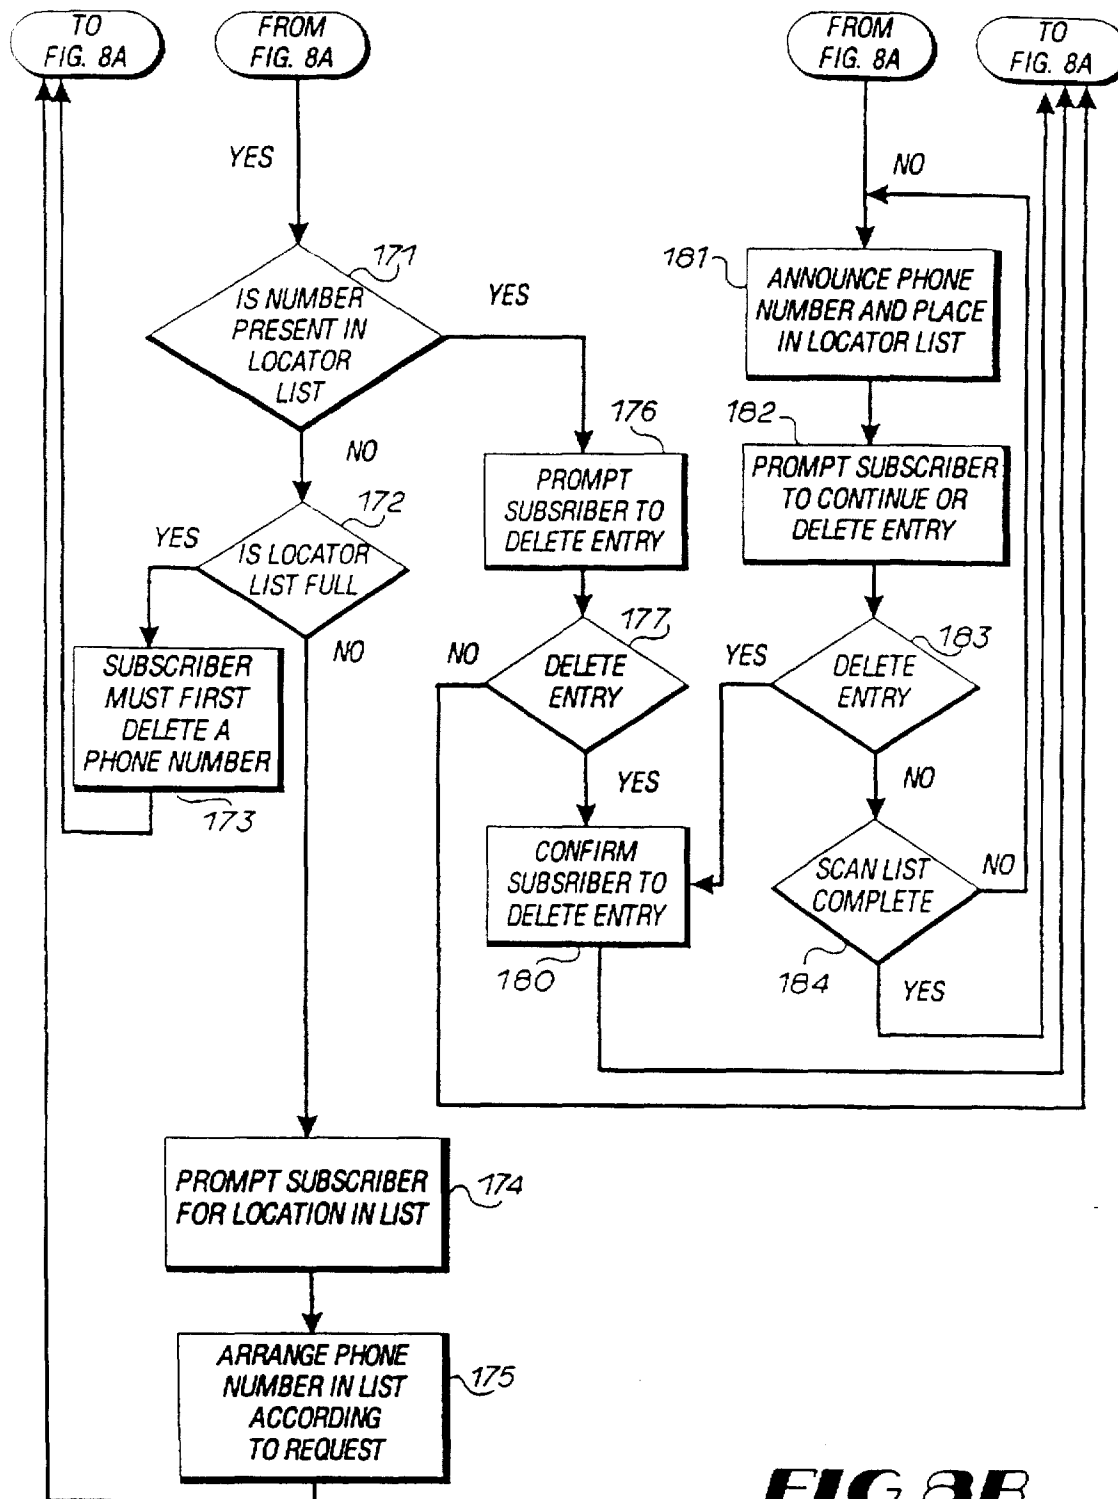 TO
FIG. 8A
FROM
FIG. 8A
FROM
FIG. 8A
TO
FIG. 8A
YES
NO
171
IS NUMBER
PRESENT IN
LOCATOR
LIST
YES
181
ANNOUNCE PHONE
NUMBER AND PLACE
IN LOCATOR LIST
NO
176
PROMPT
SUBSRIBER TO
DELETE ENTRY
182
PROMPT SUBSCRIBER
TO CONTINUE OR
DELETE ENTRY
YES
172
IS LOCATOR
LIST FULL
NO
SUBSCRIBER
MUST FIRST
DELETE A
PHONE NUMBER
173
NO
177
DELETE
ENTRY
YES
YES
183
DELETE
ENTRY
NO
CONFIRM
SUBSRIBER TO
DELETE ENTRY
180
SCAN LIST
COMPLETE
NO
184
YES
PROMPT SUBSCRIBER
FOR LOCATION IN LIST
174
ARRANGE PHONE
NUMBER IN LIST
ACCORDING
TO REQUEST
175
FIG 8B